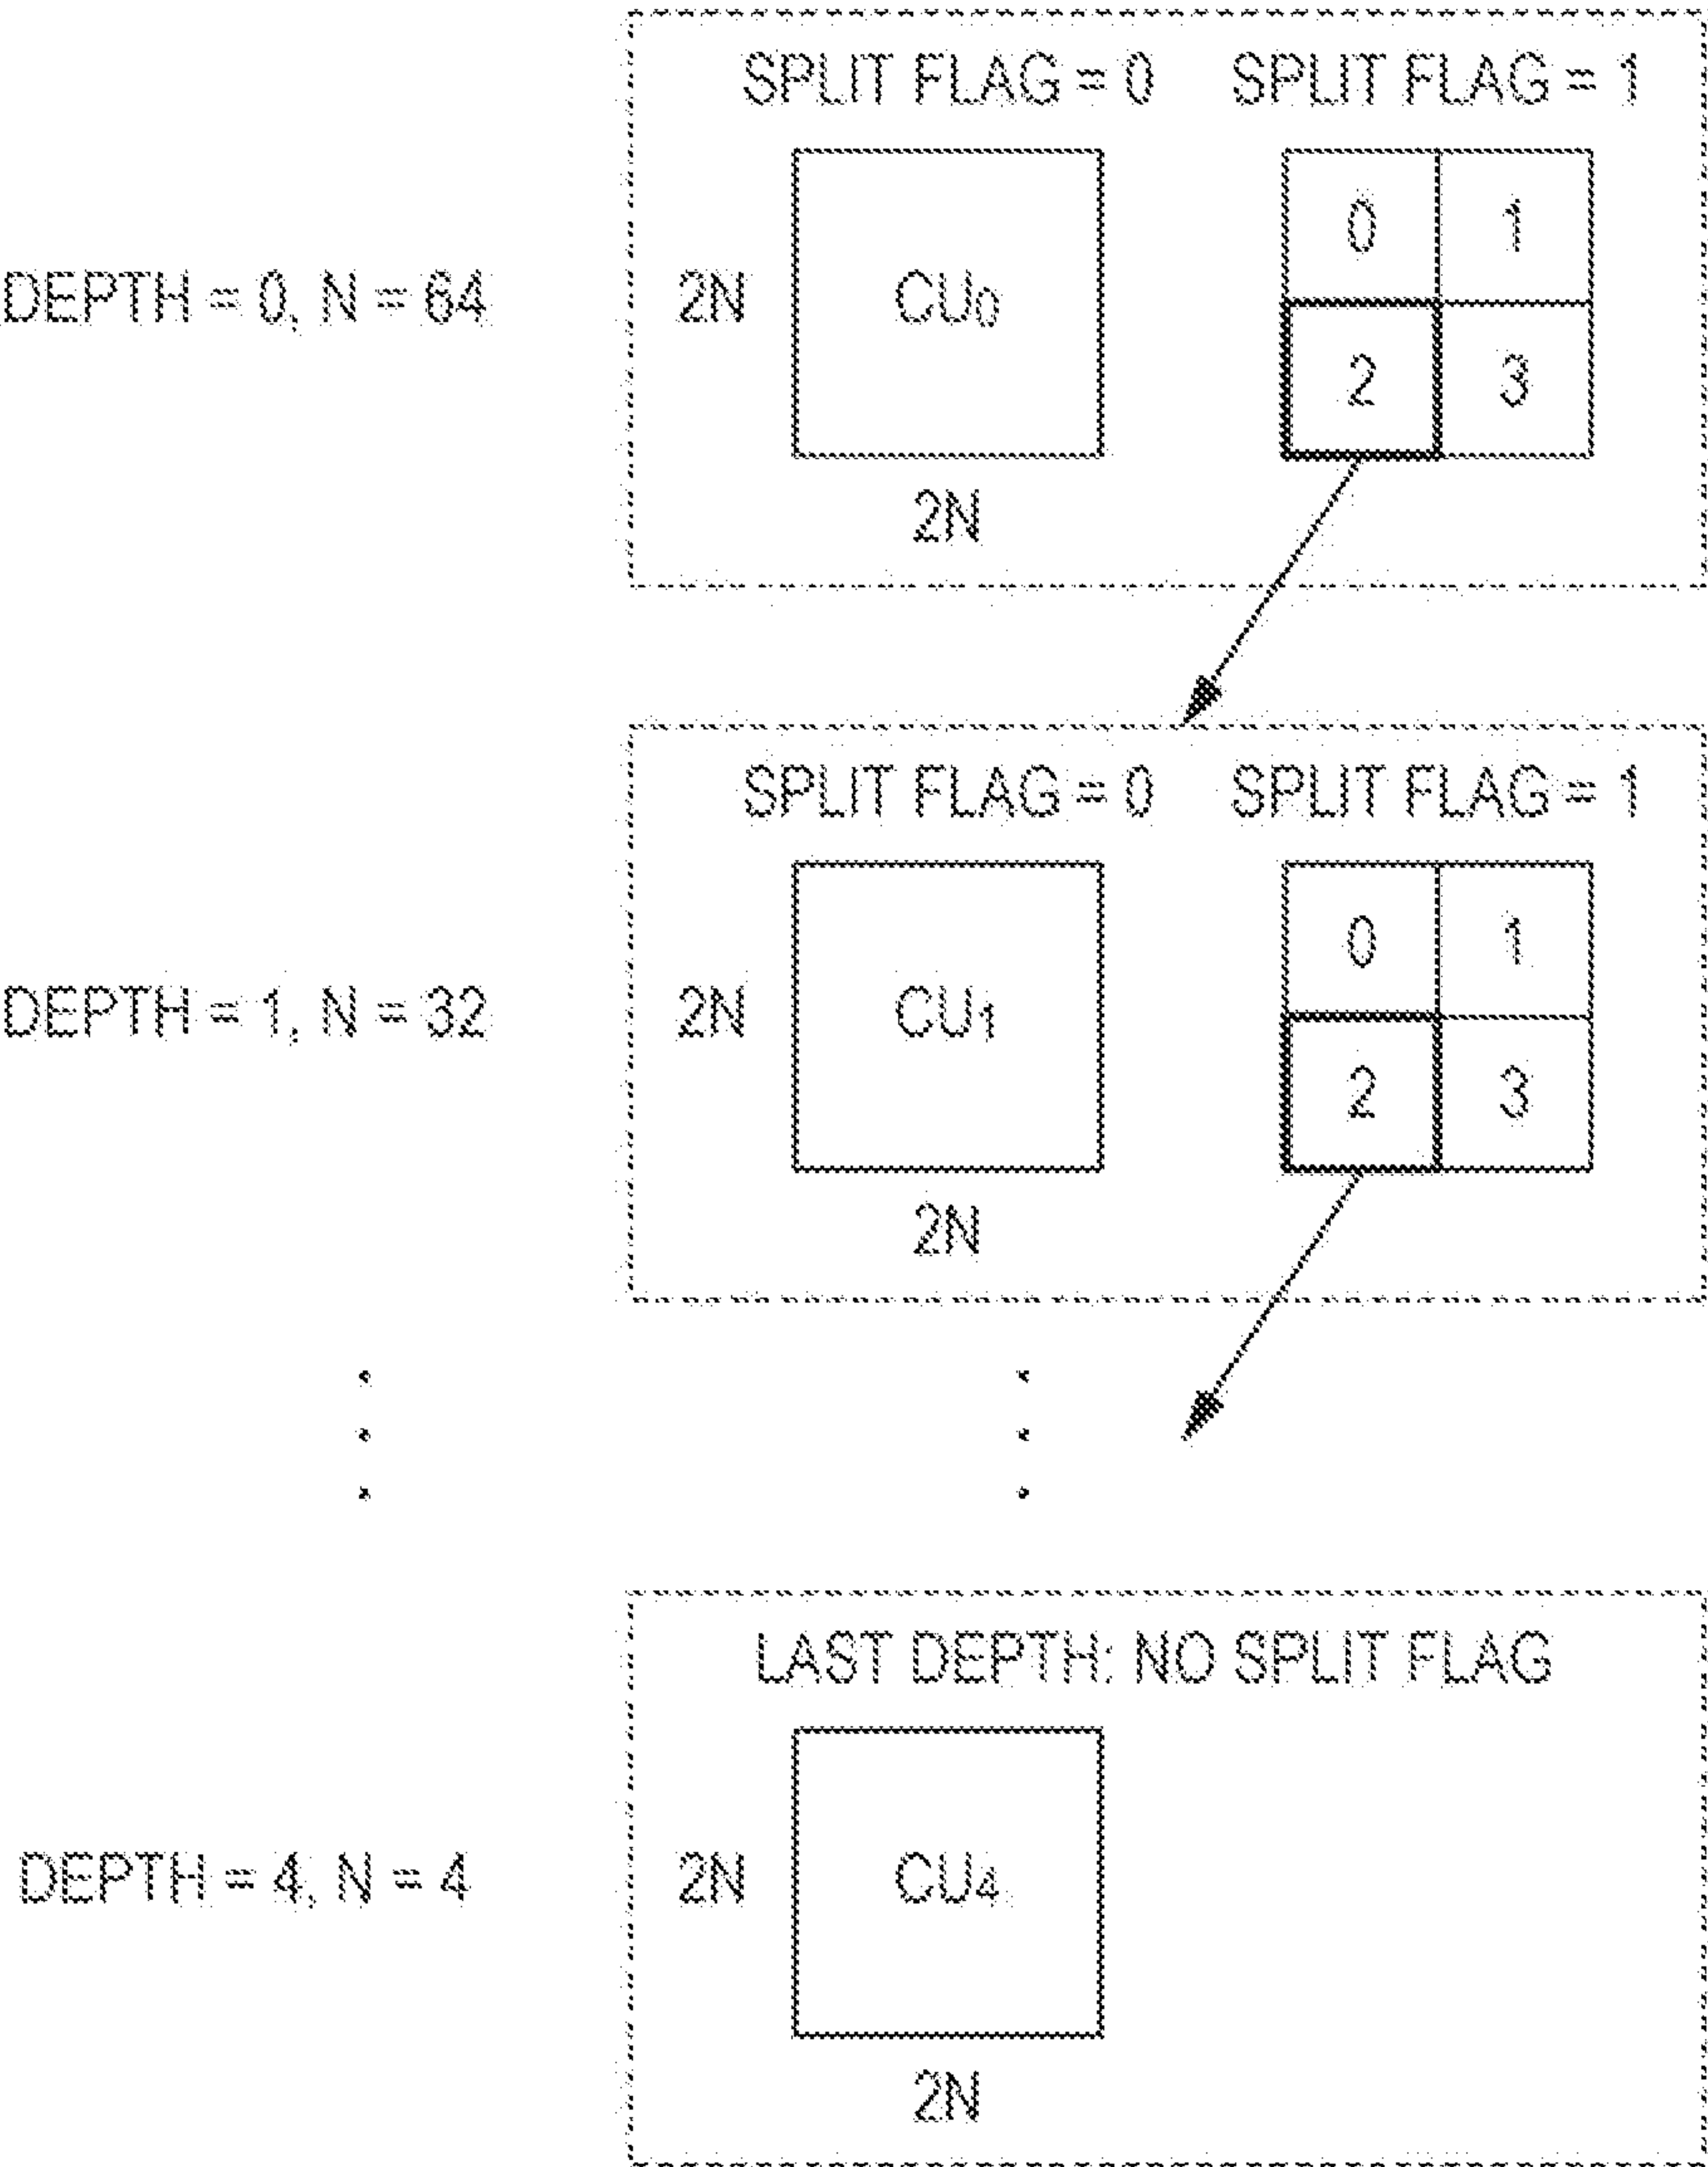 SPLIT FLAG = 0 SPLIT FLAG = 1
0 1
DEPTH = 0, N = 64 2N CU0
2 3
2N
SPLIT FLAG = 0 SPLIT FLAG = 1
0 1
DEPTH = 1, N = 32 2N CU1
2 3
2N
LAST DEPTH: NO SPLIT FLAG
DEPTH = 4, N = 4 2N CU4
2N